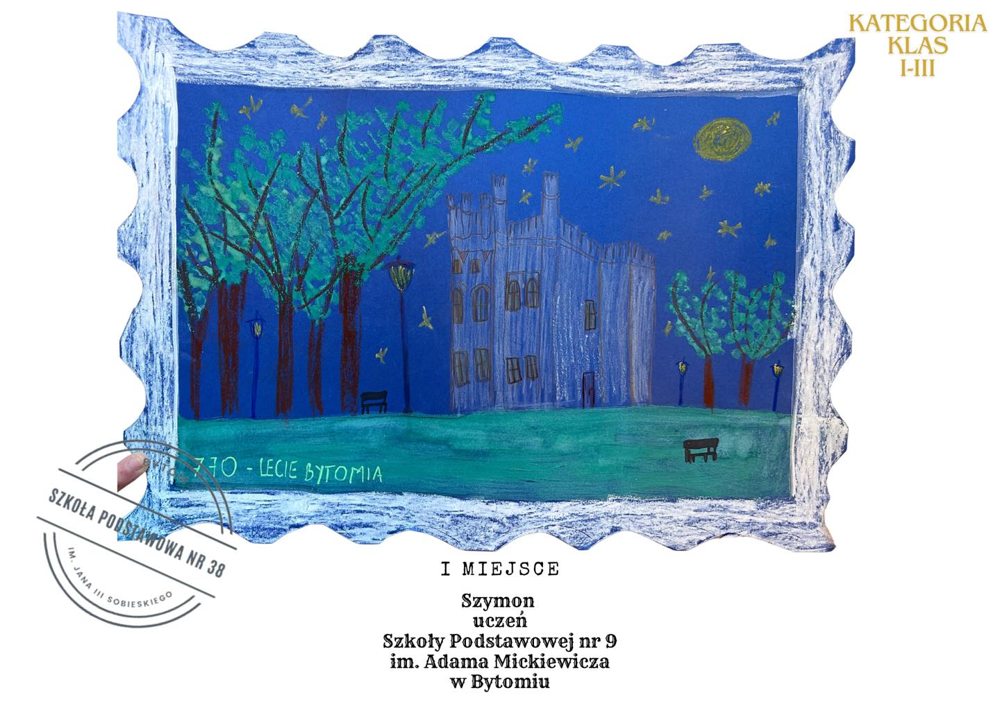 KATEGORIA
KLAS
I-III
770 - LECIE BYTOMIA
BYTOM
SZKOŁA PODSTAWOWA NR 38
IM. JANA III SOBIESKIEGO
I MIEJSCE
Szymon
uczeń
Szkoły Podstawowej nr 9
im. Adama Mickiewicza
w Bytomiu